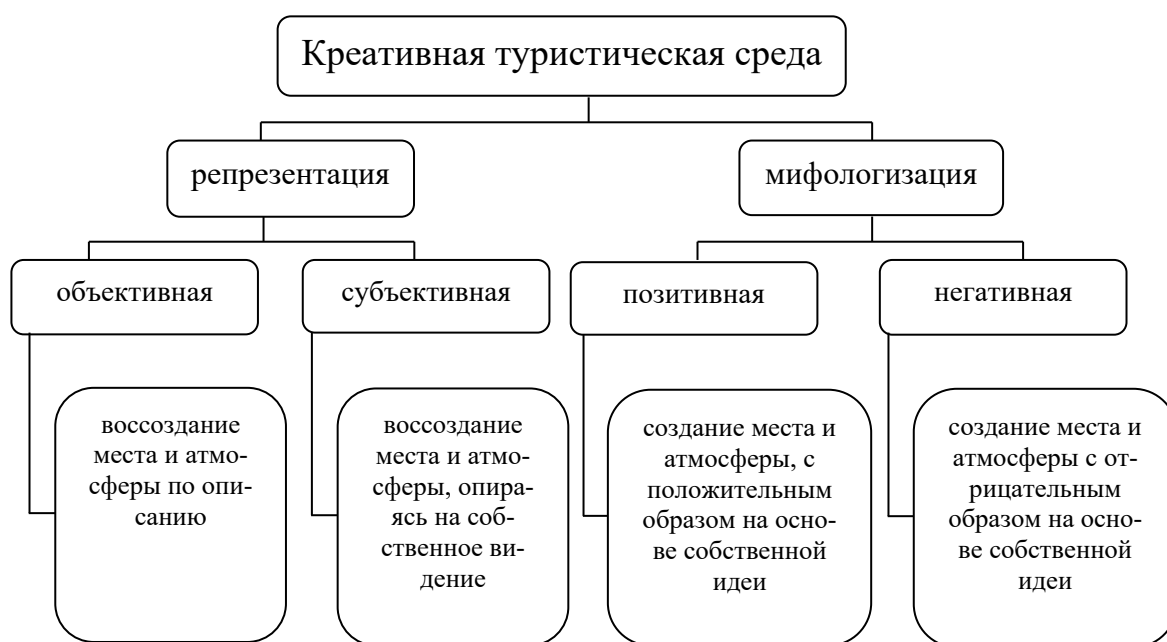 Креативная туристическая среда
репрезентация
мифологизация
объективная
субъективная
позитивная
негативная
воссоздание
места и атмо-
сферы по опи-
санию
воссоздание
места и атмо-
сферы, опира-
ясь на соб-
ственное ви-
дение
создание места и
атмосферы, с
положительным
образом на осно-
ве собственной
идеи
создание места и
атмосферы с от-
рицательным
образом на осно-
ве собственной
идеи